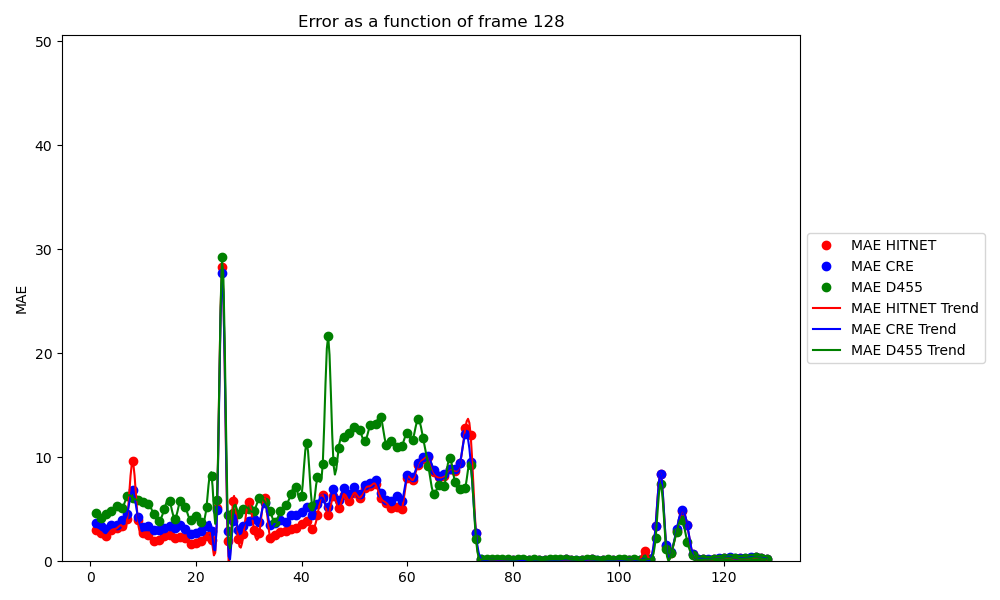 Error as a function of frame 128
50
40
30
20
10
0
MAE
0 20 40 60 80 100 120
MAE HITNET
MAE CRE
MAE D455
MAE HITNET Trend
MAE CRE Trend
MAE D455 Trend